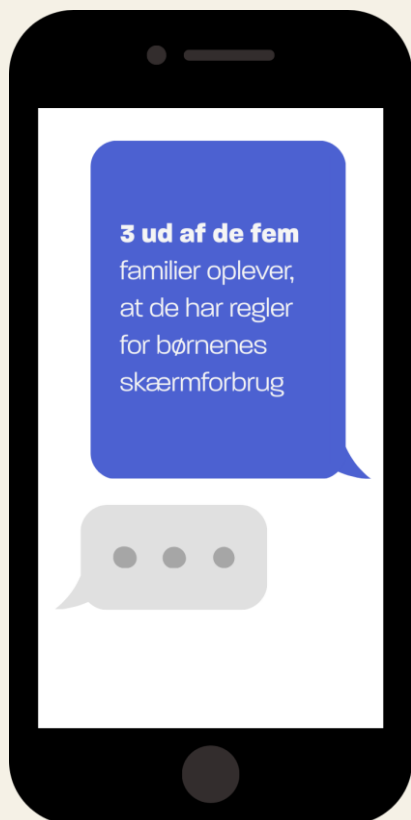 3 ud af de fem
familier oplever,
at de har regler
for børnenes
skærmforbrug